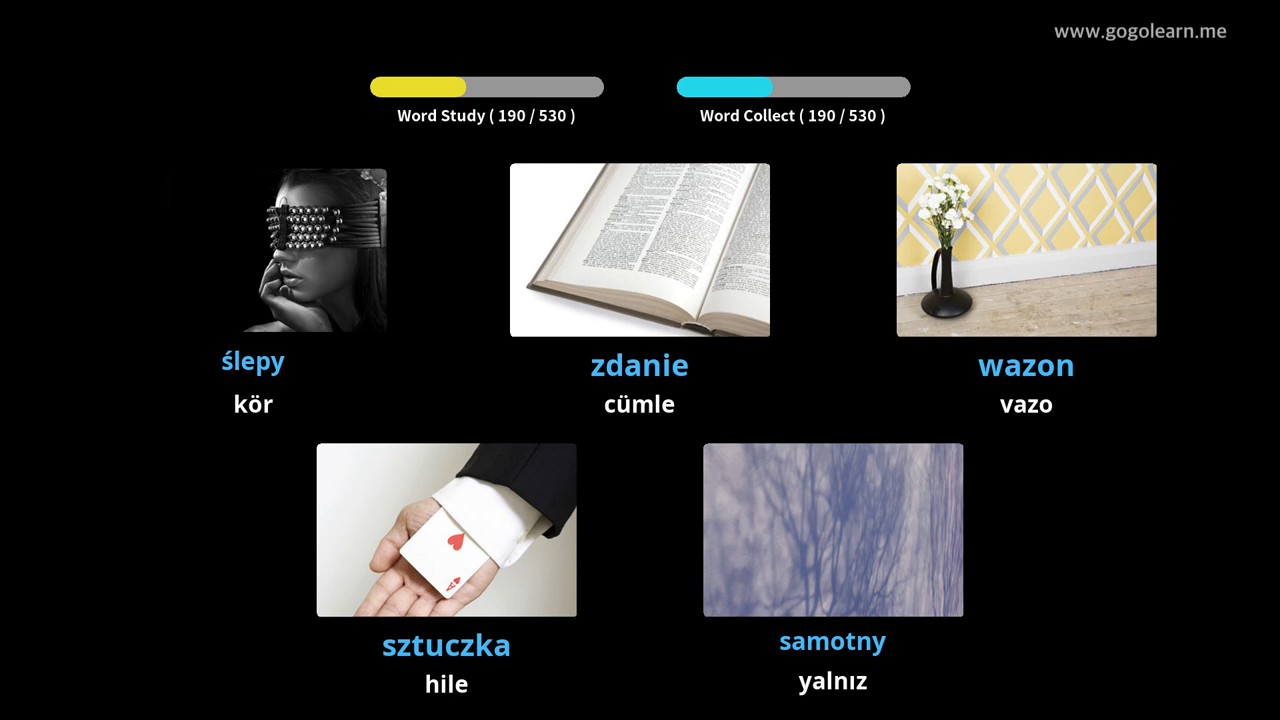 www.gogolearn.me
Word Study ( 190 / 530 )
Word Collect ( 190 / 530 )
ślepy
kör
zdanie
cümle
wazon
vazo
sztuczka
hile
samotny
yalnız